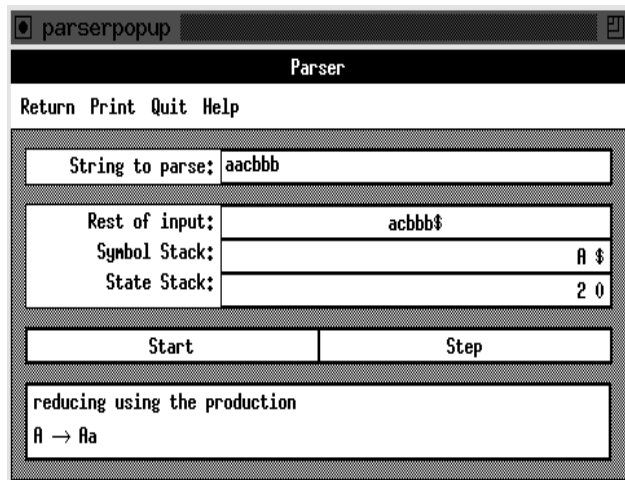 parserpopup
Parser
Return Print Quit Help
String to parse: aacbbb
Rest of input: acbbb$
Symbol Stack: A $
State Stack: 2 0
Start Step
reducing using the production
A → Aa